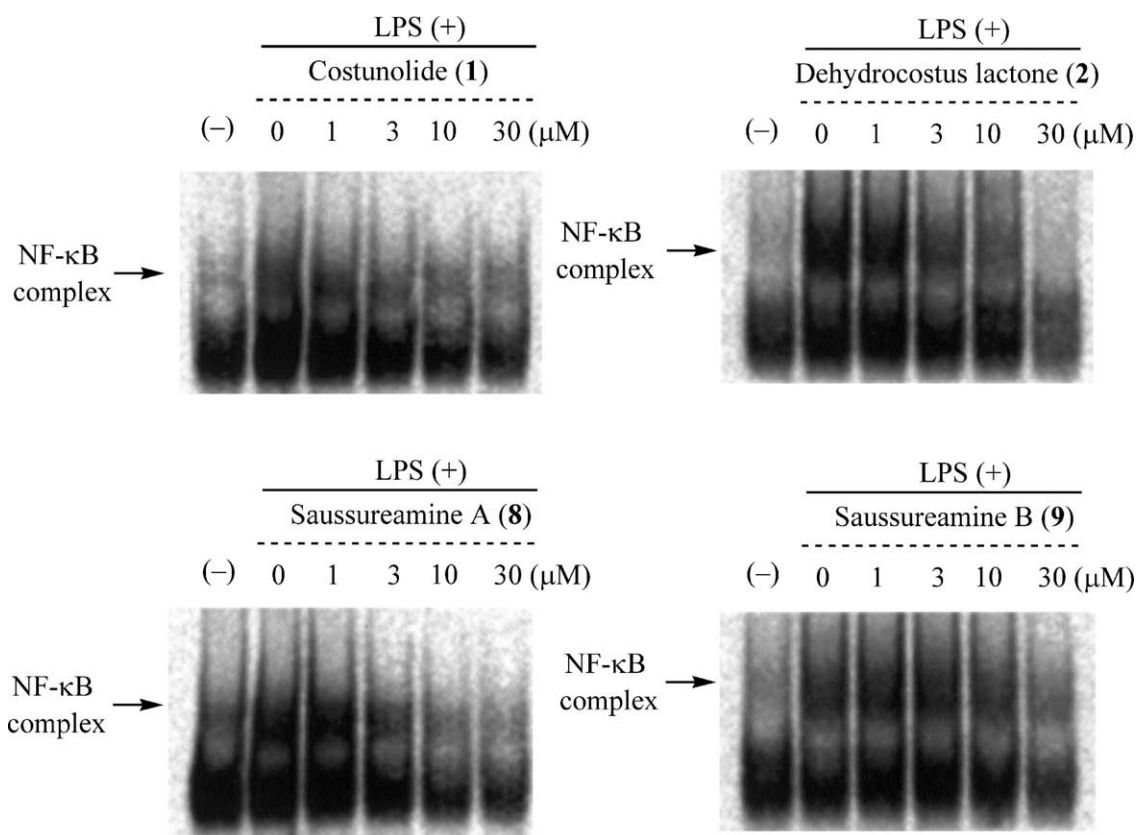 LPS (+)
Costunolide (1)
(–) 0 1 3 10 30 (μM)
NF-κB
complex
LPS (+)
Dehydrocostus lactone (2)
(–) 0 1 3 10 30 (μM)
NF-κB
complex
LPS (+)
Saussureamine A (8)
(–) 0 1 3 10 30 (μM)
NF-κB
complex
LPS (+)
Saussureamine B (9)
(–) 0 1 3 10 30 (μM)
NF-κB
complex